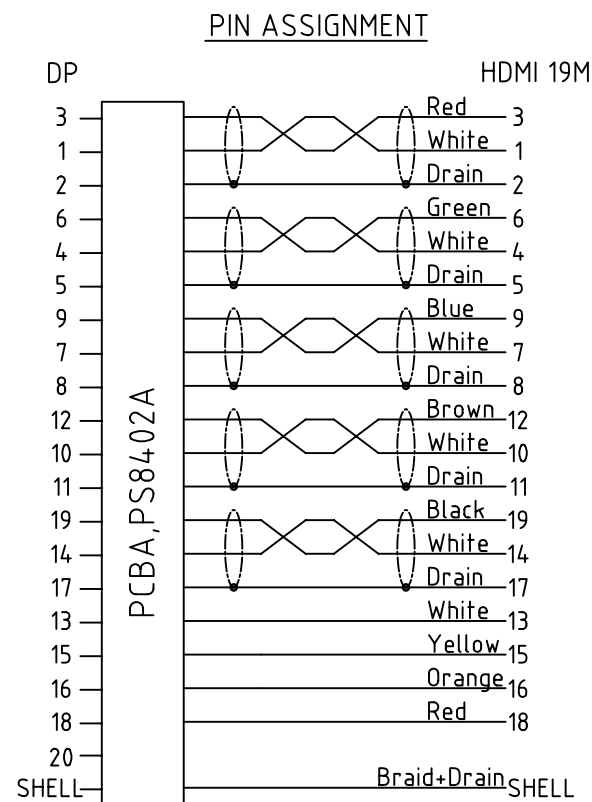 PIN ASSIGNMENT
DP HDMI 19M
PCBA,PS8402A
3 Red 3
1 White 1
2 Drain 2
6 Green 6
4 White 4
5 Drain 5
9 Blue 9
7 White 7
8 Drain 8
12 Brown 12
10 White 10
11 Drain 11
19 Black 19
14 White 14
17 Drain 17
13 White 13
15 Yellow 15
16 Orange 16
18 Red 18
20
SHELL Braid+Drain SHELL